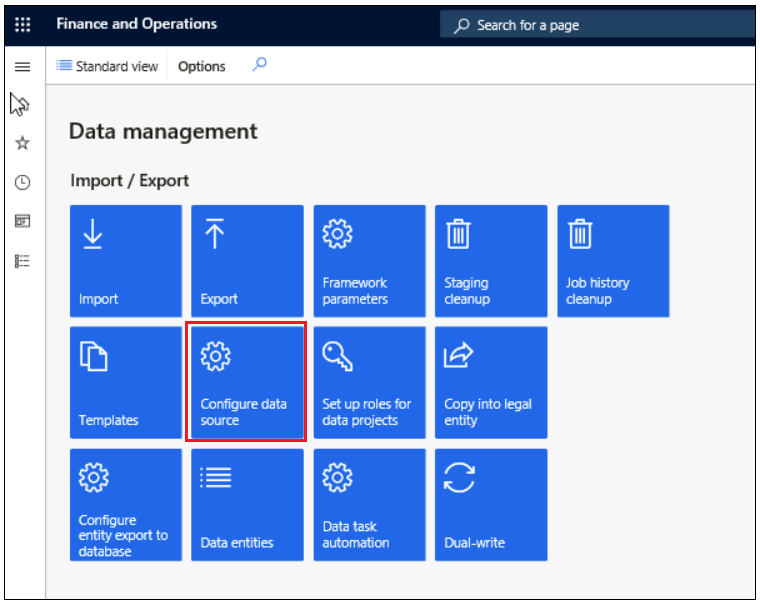 Finance and Operations
Search for a page
Standard view
Options
Data management
Import / Export
Import
Export
Framework
parameters
Staging
cleanup
Job history
cleanup
Templates
Configure data
source
Set up roles for
data projects
Copy into legal
entity
Configure
entity export to
database
Data entities
Data task
automation
Dual-write